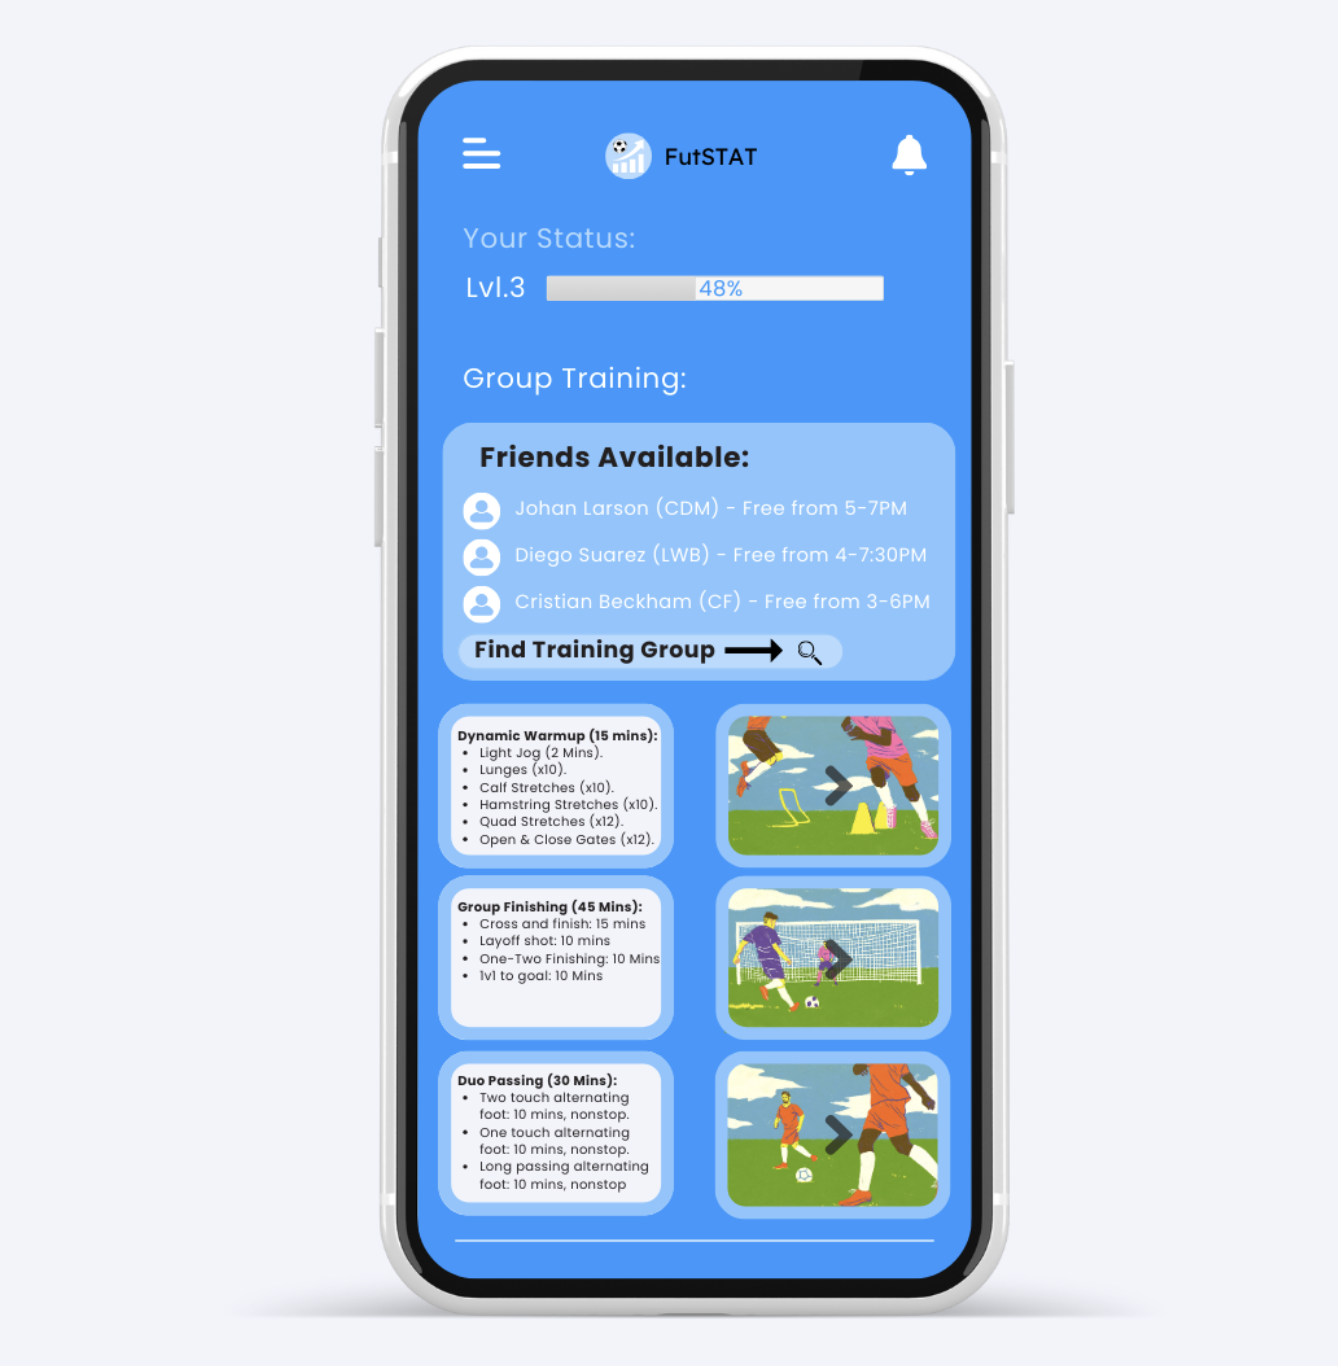 FutSTAT
Your Status:
Lvl.3 48%
Group Training:
Friends Available:
Johan Larson (CDM) - Free from 5-7PM
Diego Suarez (LWB) - Free from 4-7:30PM
Cristian Beckham (CF) - Free from 3-6PM
Find Training Group
Dynamic Warmup (15 mins):
• Light Jog (2 Mins).
• Lunges (x10).
• Calf Stretches (x10).
• Hamstring Stretches (x10).
• Quad Stretches (x12).
• Open & Close Gates (x12).
Group Finishing (45 Mins):
• Cross and finish: 15 mins
• Layoff shot: 10 mins
• One-Two Finishing: 10 Mins
• 1v1 to goal: 10 Mins
Duo Passing (30 Mins):
• Two touch alternating
foot: 10 mins, nonstop.
• One touch alternating
foot: 10 mins, nonstop.
• Long passing alternating
foot: 10 mins, nonstop